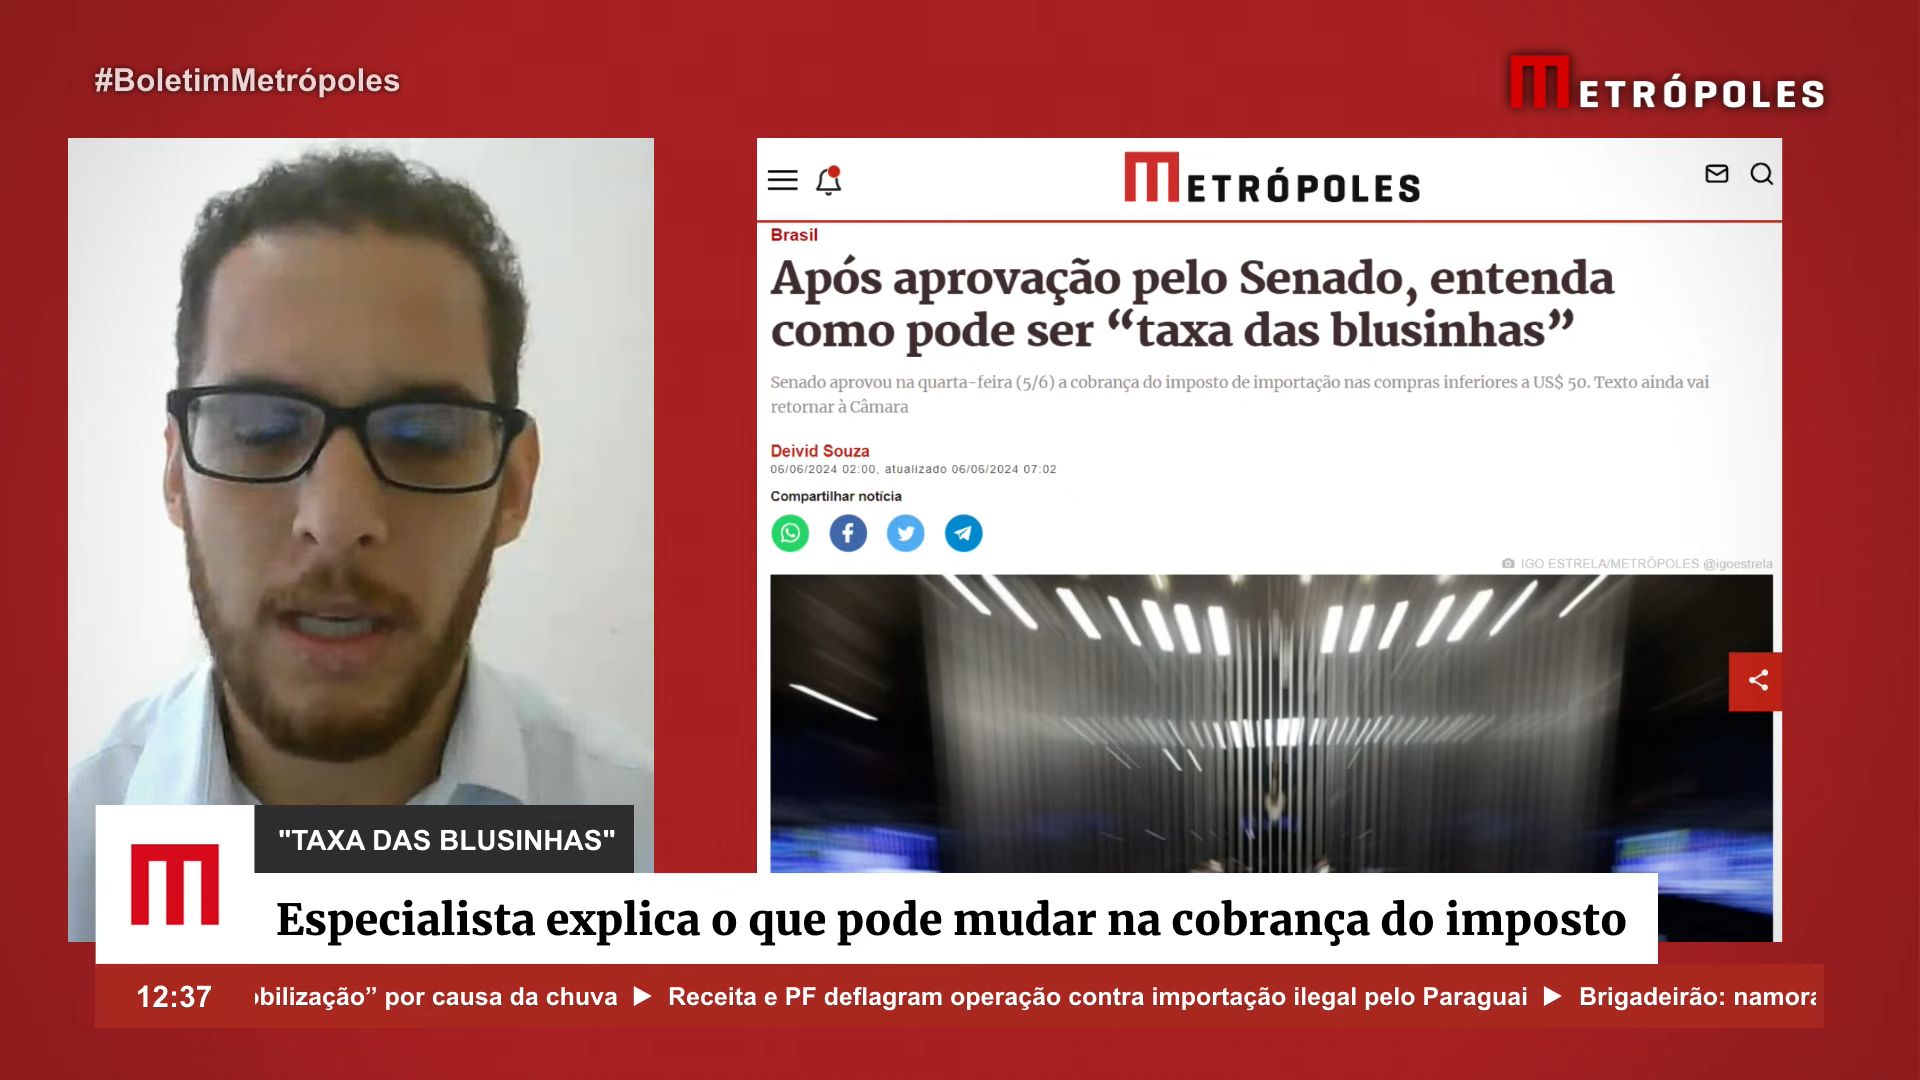 #BoletimMetrópoles
METRÓPOLES
METRÓPOLES
Brasil
Após aprovação pelo Senado, entenda
como pode ser “taxa das blusinhas”
Senado aprovou na quarta-feira (5/6) a cobrança do imposto de importação nas compras inferiores a US$ 50. Texto ainda vai
retornar à Câmara
Deivid Souza
06/06/2024 02:00, atualizado 06/06/2024 07:02
Compartilhar notícia
IGO ESTRELA/METRÓPOLES @igoestrela
"TAXA DAS BLUSINHAS"
Especialista explica o que pode mudar na cobrança do imposto
12:37 bilização” por causa da chuva ▶ Receita e PF deflagram operação contra importação ilegal pelo Paraguai ▶ Brigadeirão: namora